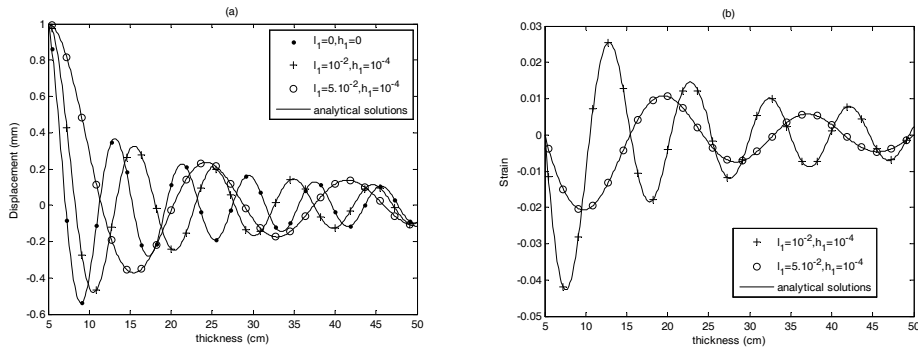 (a)
1
0.8
0.6
0.4
0.2
0
-0.2
-0.4
-0.6
Displacement (mm)
5 10 15 20 25 30 35 40 45 50
thickness (cm)
l₁=0,h₁=0
l₁=10⁻²,h₁=10⁻⁴
l₁=5.10⁻²,h₁=10⁻⁴
analytical solutions
(b)
0.03
0.02
0.01
0
-0.01
-0.02
-0.03
-0.04
-0.05
Strain
5 10 15 20 25 30 35 40 45 50
thickness (cm)
l₁=10⁻²,h₁=10⁻⁴
l₁=5.10⁻²,h₁=10⁻⁴
analytical solutions